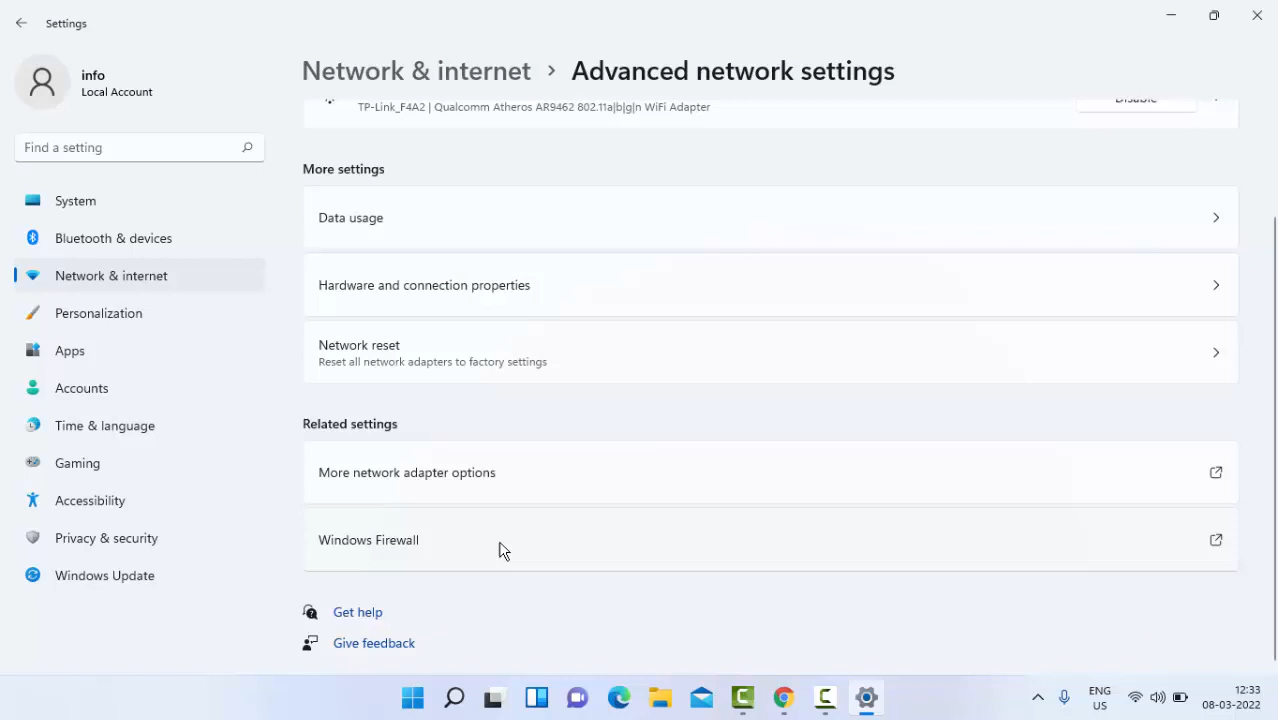 Settings
info
Local Account
Find a setting
System
Bluetooth & devices
Network & internet
Personalization
Apps
Accounts
Time & language
Gaming
Accessibility
Privacy & security
Windows Update
Network & internet > Advanced network settings
TP-Link_F4A2 | Qualcomm Atheros AR9462 802.11a|b|g|n WiFi Adapter
Disable
More settings
Data usage
Hardware and connection properties
Network reset
Reset all network adapters to factory settings
Related settings
More network adapter options
Windows Firewall
Get help
Give feedback
ENG
US
12:33
08-03-2022